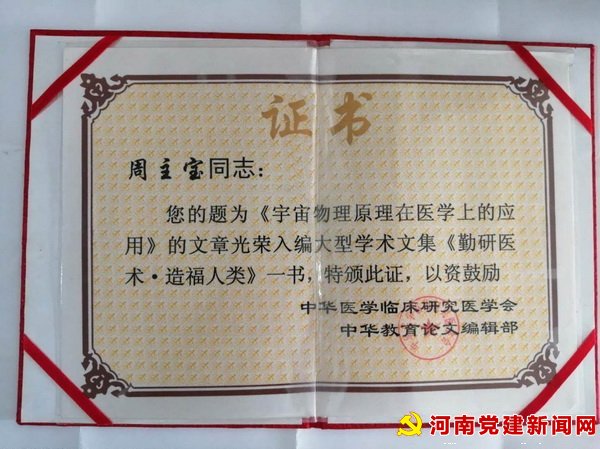 证书
周主宝同志：
您的题为《宇宙物理原理在医学上的应
用》的文章光荣入编大型学术文集《勤研医
术·造福人类》一书，特颁此证，以资鼓励
中华医学临床研究医学会
中华教育论文编辑部
河南党建新闻网